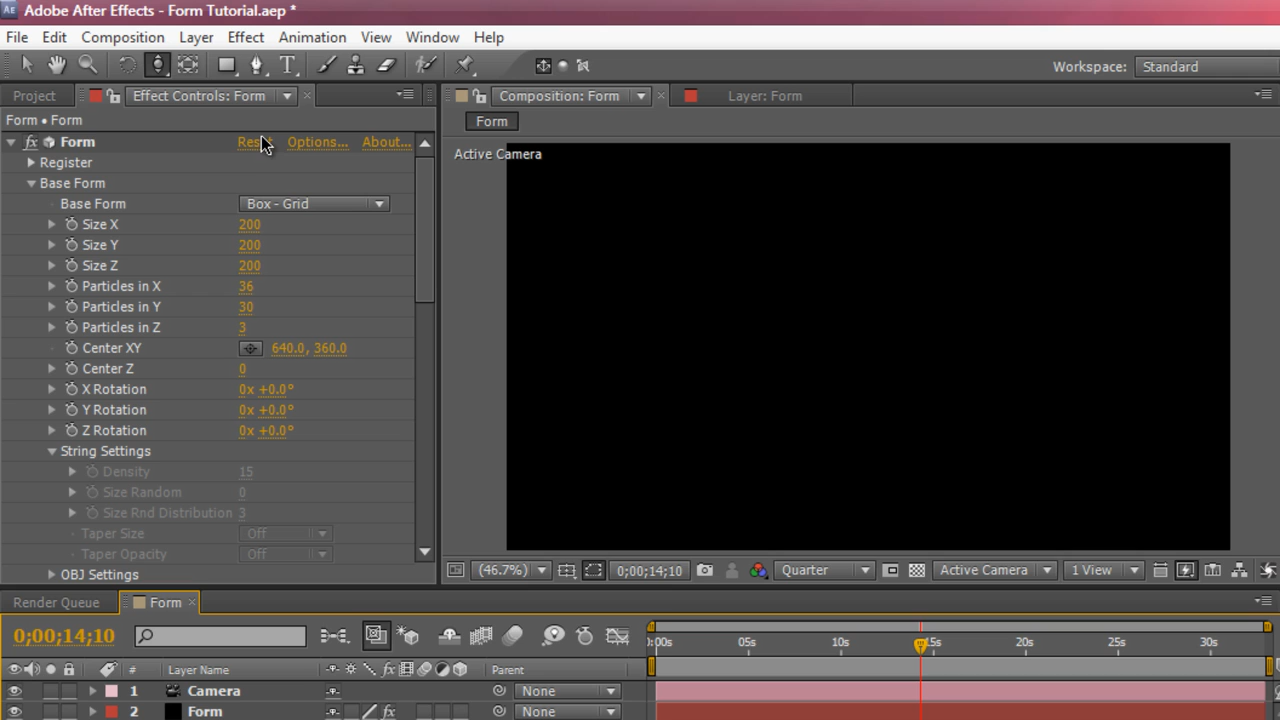 Ae Adobe After Effects - Form Tutorial.aep *
File Edit Composition Layer Effect Animation View Window Help
Workspace: Standard
Project Effect Controls: Form Composition: Form Layer: Form
Form • Form
Form
fx Form Options... About...
Active Camera
Register
Base Form
Base Form Box - Grid
Size X 200
Size Y 200
Size Z 200
Particles in X 36
Particles in Y 30
Particles in Z 3
Center XY 640.0, 360.0
Center Z 0
X Rotation 0x +0.0°
Y Rotation 0x +0.0°
Z Rotation 0x +0.0°
String Settings
Density 15
Size Random 0
Size Rnd Distribution 3
Taper Size Off
Taper Opacity Off
OBJ Settings
(46.7%) 0;00;14;10 Quarter Active Camera 1 View
Render Queue Form
0;00;14;10
:00s 05s 10s 15s 20s 25s 30s
# Layer Name fx Parent
1 Camera None
2 Form fx None